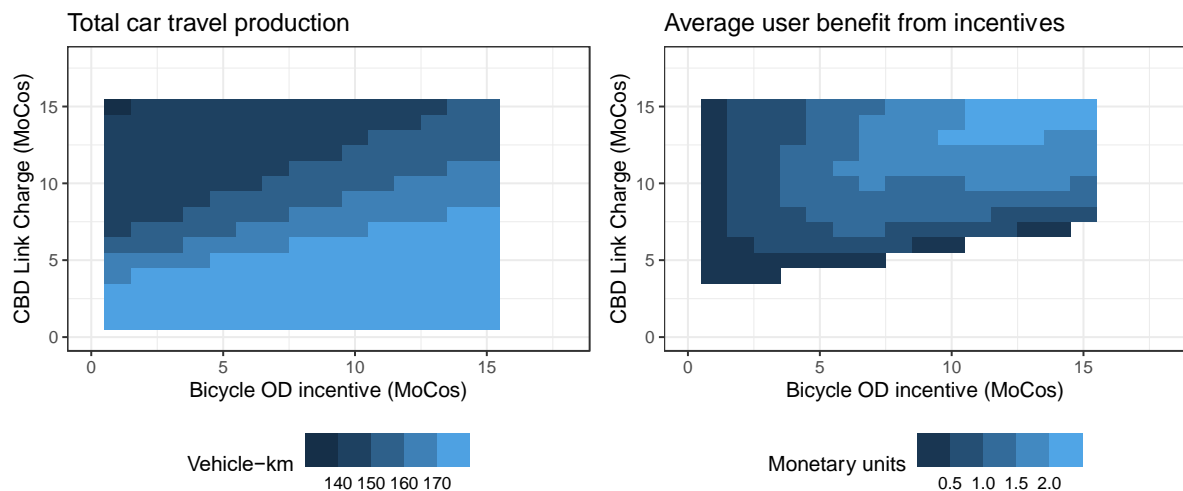 Total car travel production
CBD Link Charge (MoCos)
15
10
5
0
0 5 10 15
Bicycle OD incentive (MoCos)
Vehicle−km
140 150 160 170
Average user benefit from incentives
CBD Link Charge (MoCos)
15
10
5
0
0 5 10 15
Bicycle OD incentive (MoCos)
Monetary units
0.5 1.0 1.5 2.0